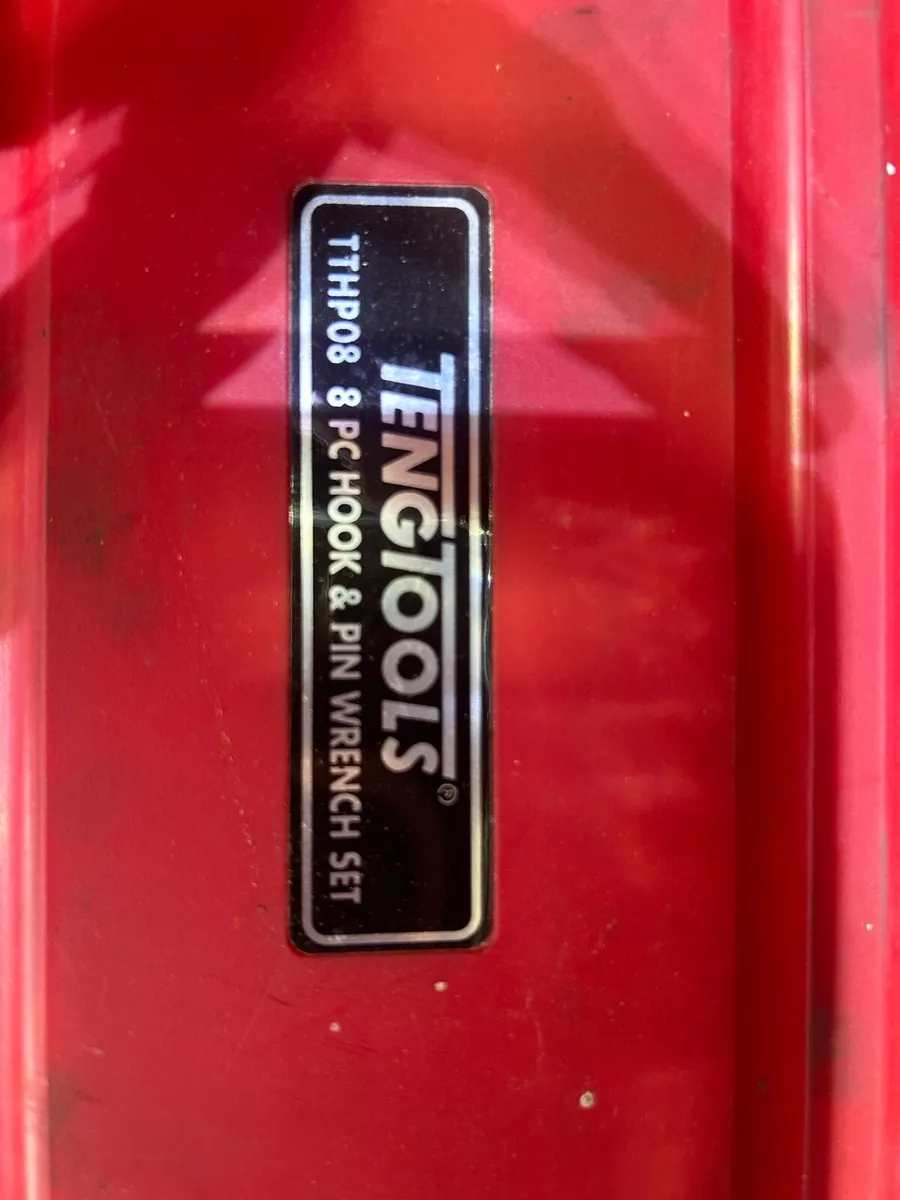 TENGTOOLS®
TTHP08 8 PC HOOK & PIN WRENCH SET